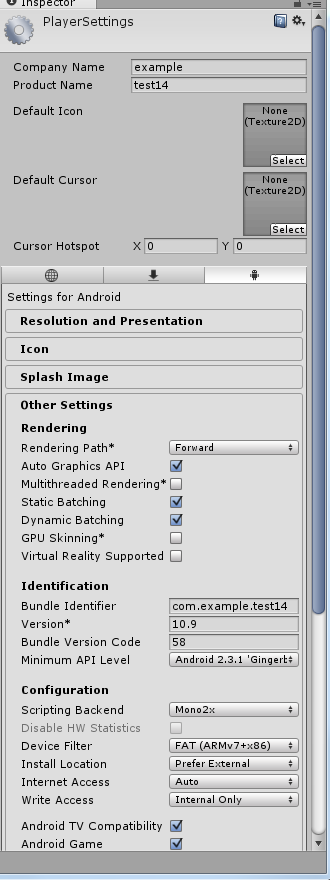 Inspector
PlayerSettings
Company Name example
Product Name test14
Default Icon
None
(Texture2D)
Select
Default Cursor
None
(Texture2D)
Select
Cursor Hotspot X 0 Y 0
Settings for Android
Resolution and Presentation
Icon
Splash Image
Other Settings
Rendering
Rendering Path* Forward
Auto Graphics API
Multithreaded Rendering*
Static Batching
Dynamic Batching
GPU Skinning*
Virtual Reality Supported
Identification
Bundle Identifier com.example.test14
Version* 10.9
Bundle Version Code 58
Minimum API Level Android 2.3.1 'Gingerb
Configuration
Scripting Backend Mono2x
Disable HW Statistics
Device Filter FAT (ARMv7+x86)
Install Location Prefer External
Internet Access Auto
Write Access Internal Only
Android TV Compatibility
Android Game